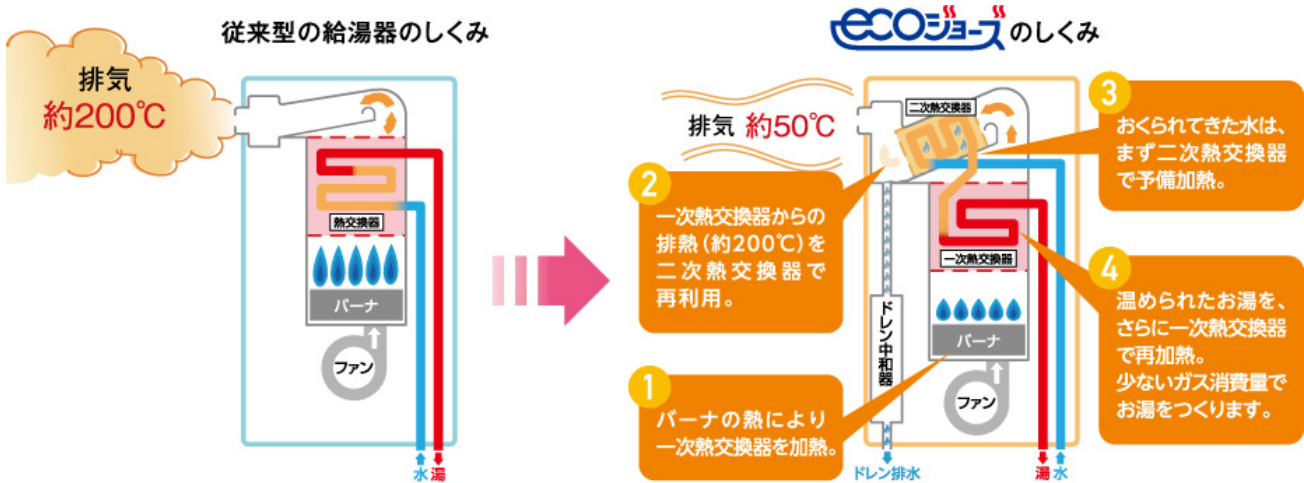 従来型の給湯器のしくみ
排気
約200℃
熱交換器
バーナ
ファン
水 湯
ecoジョーズのしくみ
排気 約50℃
二次熱交換器
一次熱交換器
バーナ
ファン
ドレン中和器
ドレン排水
湯 水
1
バーナの熱により
一次熱交換器を加熱。
2
一次熱交換器からの
排熱(約200℃)を
二次熱交換器で
再利用。
3
おくられてきた水は、
まず二次熱交換器
で予備加熱。
4
温められたお湯を、
さらに一次熱交換器
で再加熱。
少ないガス消費量で
お湯をつくります。